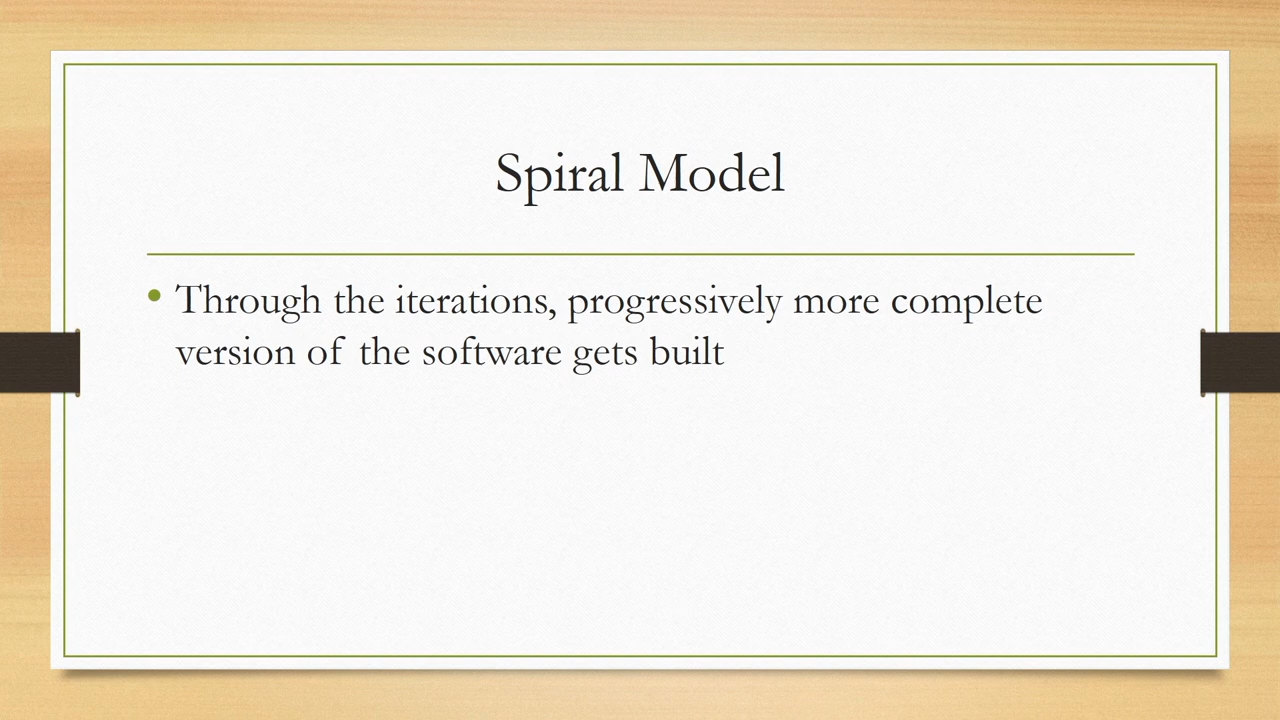 Spiral Model
• Through the iterations, progressively more complete
version of the software gets built